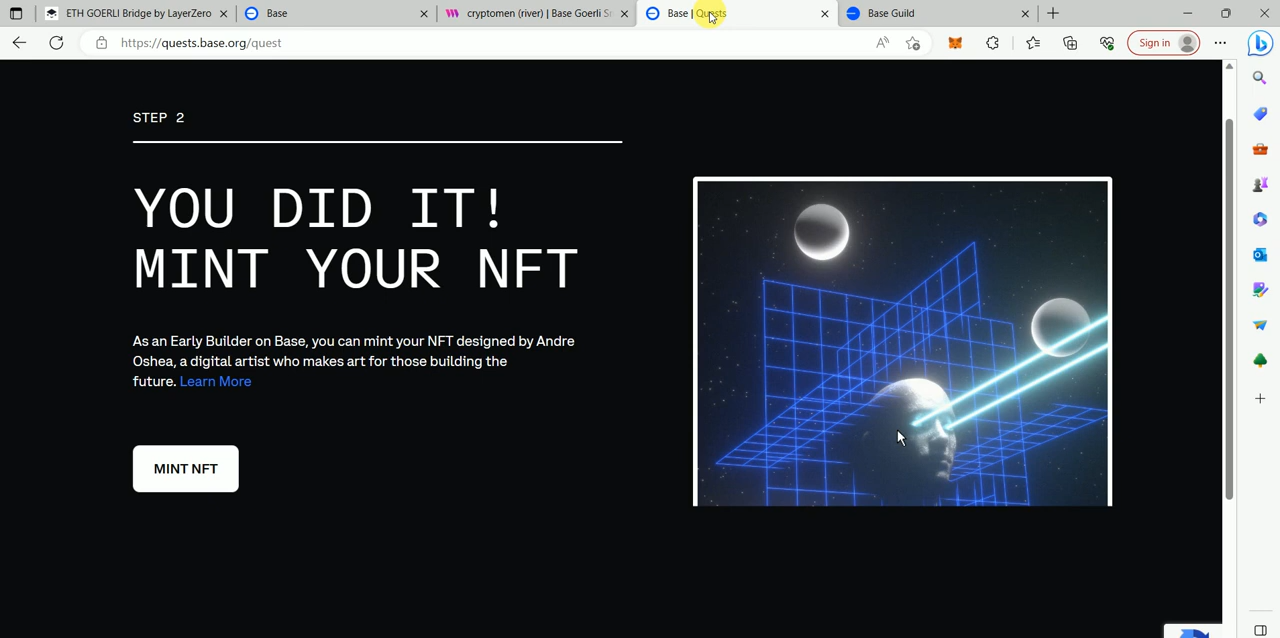 ETH GOERLI Bridge by LayerZero
Base
cryptomen (river) | Base Goerli
Base | Quests
Base Guild
https://quests.base.org/quest
Sign in
STEP 2
YOU DID IT!
MINT YOUR NFT
As an Early Builder on Base, you can mint your NFT designed by Andre
Oshea, a digital artist who makes art for those building the
future. Learn More
MINT NFT